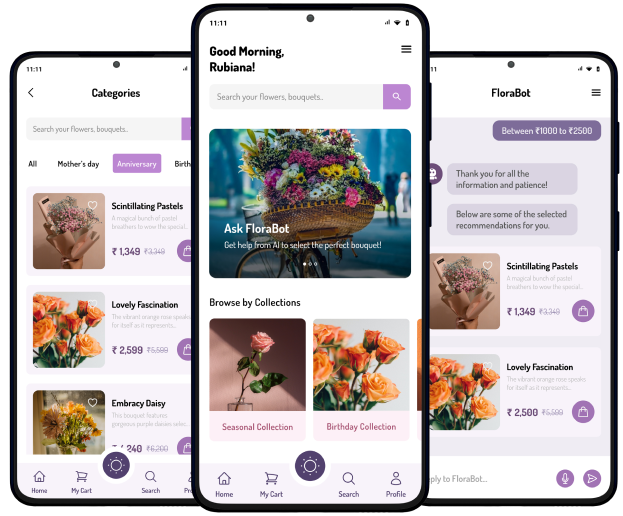 11:11
Categories
Search your flowers, bouquets..
All
Mother's day
Anniversary
Birth
Scintillating Pastels
A magical bunch of pastel
breathers to wow the special..
₹ 1,349 ₹3,349
Lovely Fascination
The vibrant orange rose speaks
for itself as it represents...
₹ 2,599 ₹5,599
Embracy Daisy
This bouquet features
gorgeous purple daisies selec..
240 ₹6,200
Home
My Cart
Search
Profi
11:11
Good Morning,
Rubiana!
Search your flowers, bouquets..
Ask FloraBot
Get help from AI to select the perfect bouquet!
Browse by Collections
Seasonal Collection
Birthday Collection
Home
My Cart
Search
Profile
11:11
FloraBot
Between ₹1000 to ₹2500
Thank you for all the
information and patience!
Below are some of the selected
recommendations for you.
Scintillating Pastels
A magical bunch of pastel
breathers to wow the special..
₹ 1,349 ₹3,349
Lovely Fascination
The vibrant orange rose speaks
for itself as it represents...
₹ 2,500 ₹5,599
eply to FloraBot...